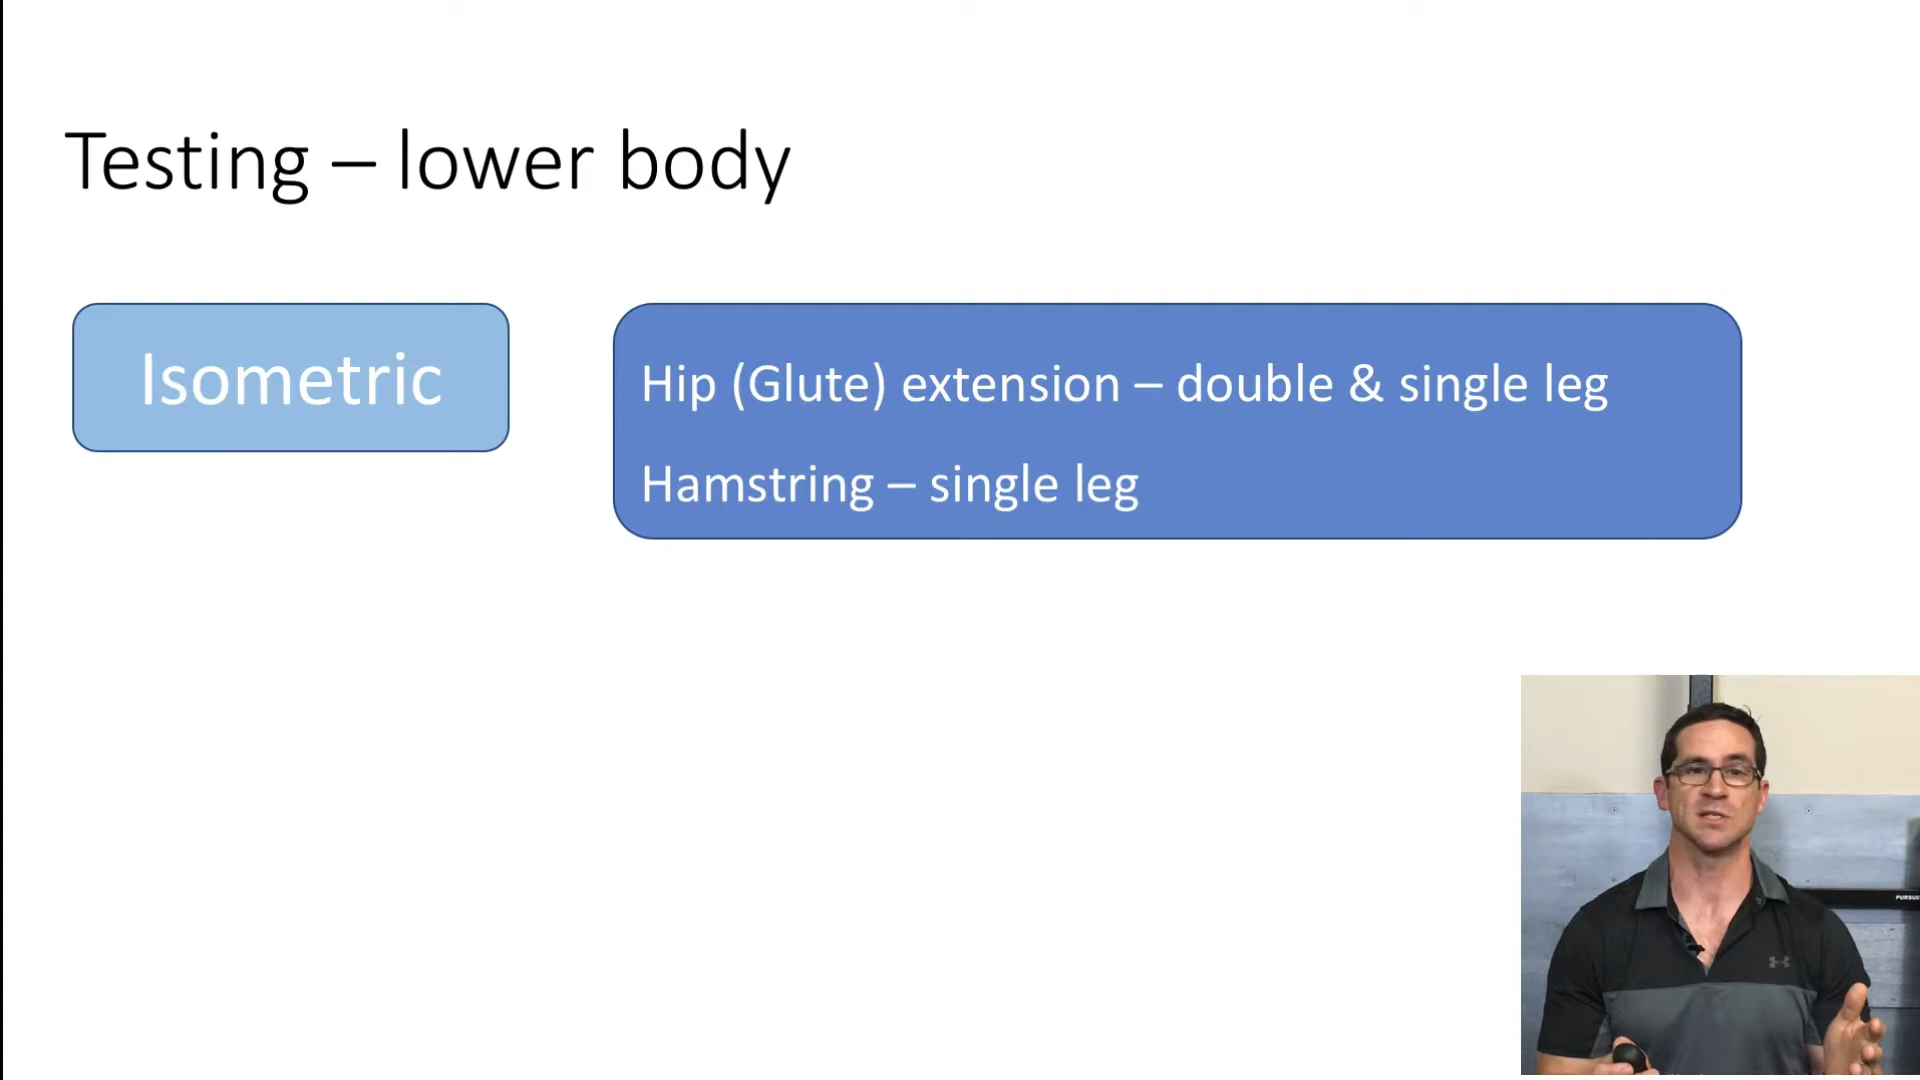 Testing – lower body
Isometric
Hip (Glute) extension – double & single leg
Hamstring – single leg